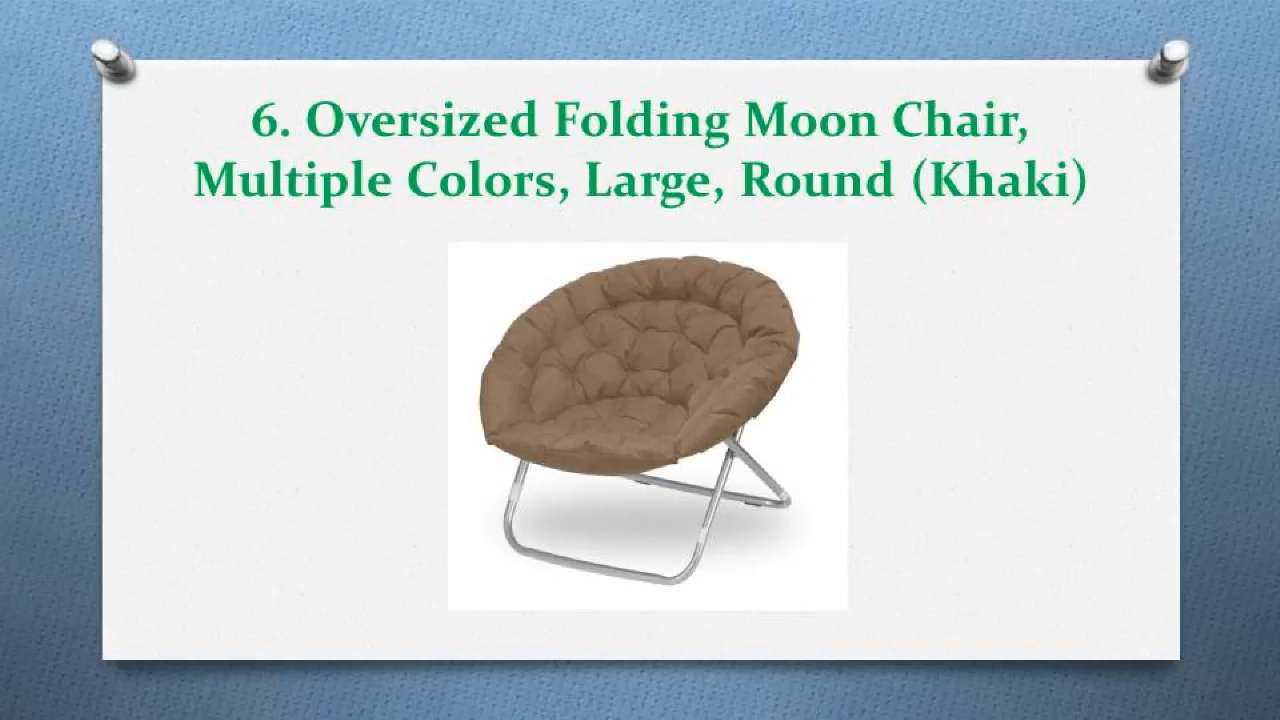 6. Oversized Folding Moon Chair,
Multiple Colors, Large, Round (Khaki)